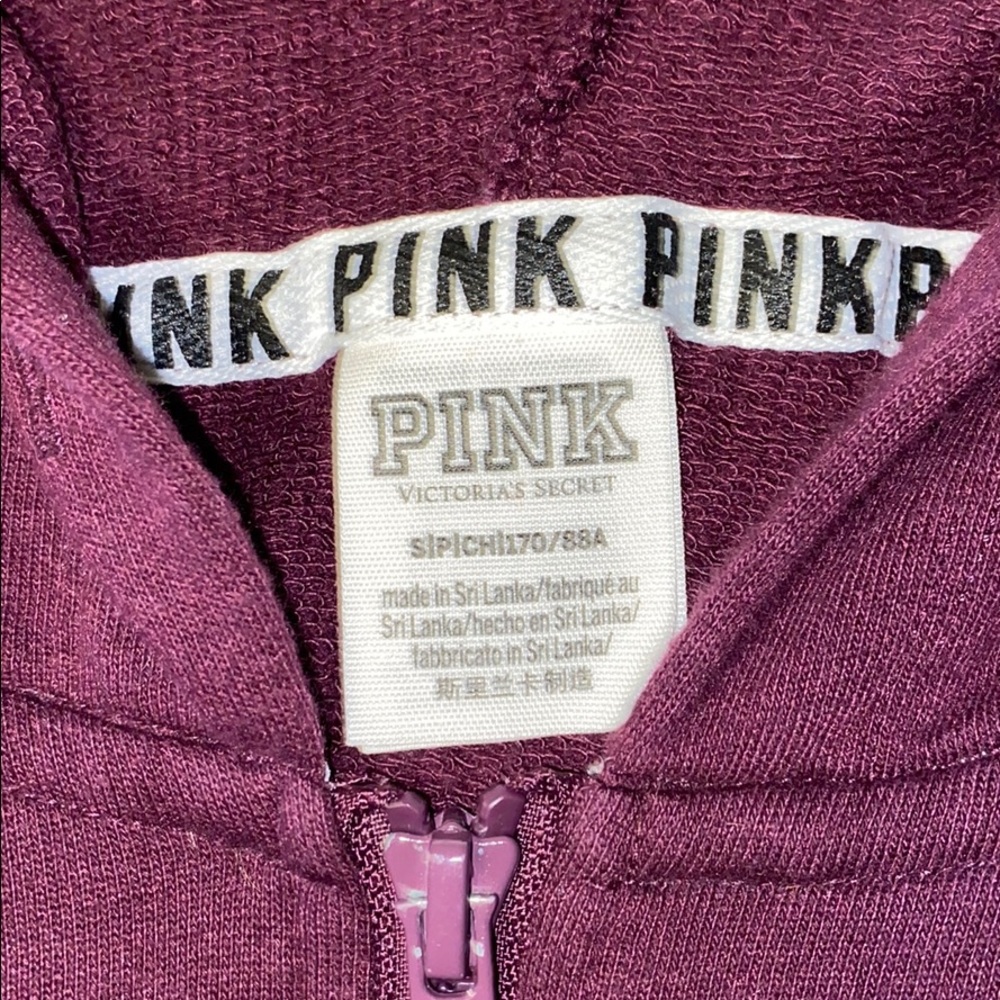 INK PINK PINK P
PINK
VICTORIA'S SECRET
S|P|CH|170/88A
made in Sri Lanka/fabriqué au
Sri Lanka/hecho en Sri Lanka/
fabbricato in Sri Lanka/
斯里兰卡制造